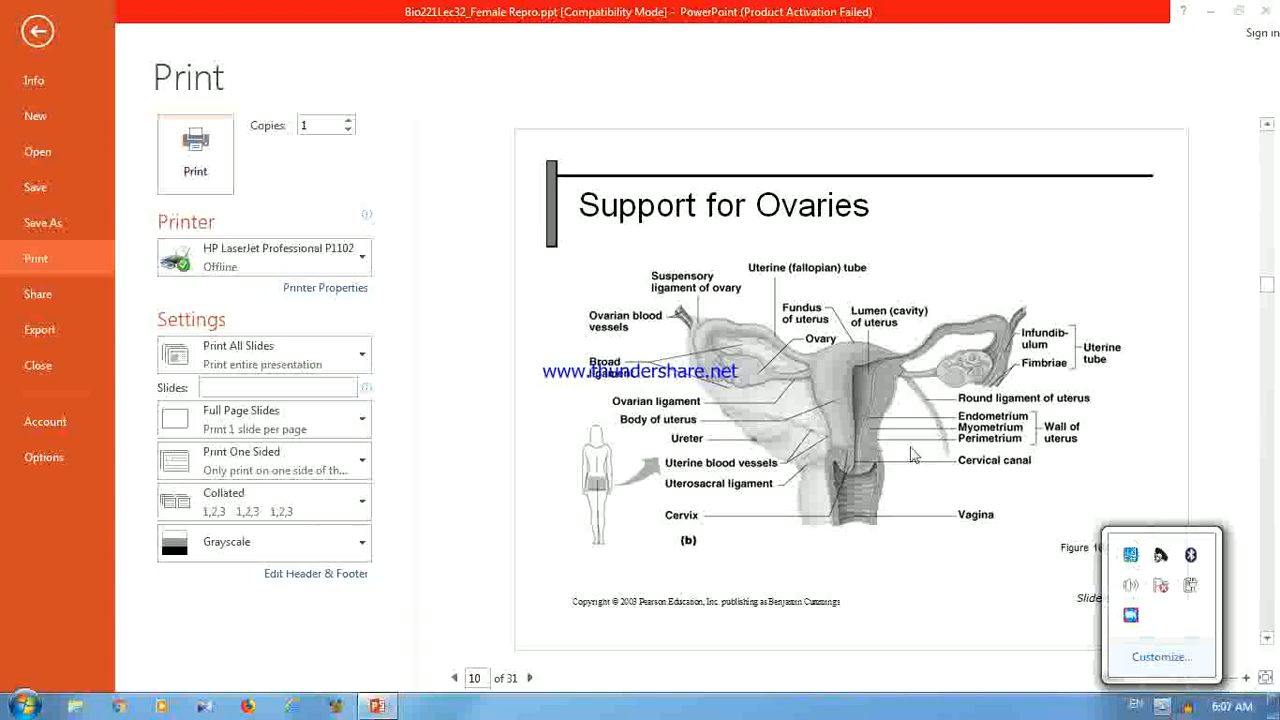 Bio221Lec32_Female Repro.ppt [Compatibility Mode] - PowerPoint (Product Activation Failed)
Sign in
Info
New
Open
Save
Save As
Print
Share
Export
Close
Account
Options
Print
Print
Copies: 1
Printer
HP LaserJet Professional P1102
Offline
Printer Properties
Settings
Print All Slides
Print entire presentation
Slides:
Full Page Slides
Print 1 slide per page
Print One Sided
Only print on one side of th...
Collated
1,2,3 1,2,3 1,2,3
Grayscale
Edit Header & Footer
Support for Ovaries
Suspensory
ligament of ovary
Uterine (fallopian) tube
Ovarian blood
vessels
Fundus
of uterus
Lumen (cavity)
of uterus
Ovary
Infundib-
ulum
Fimbriae
Uterine
tube
Broad
ligament
www.thundershare.net
Ovarian ligament
Body of uterus
Ureter
Uterine blood vessels
Uterosacral ligament
Cervix
(b)
Round ligament of uterus
Endometrium
Myometrium
Perimetrium
Wall of
uterus
Cervical canal
Vagina
Copyright © 2003 Pearson Education, Inc. publishing as Benjamin Cummings
Customize...
10 of 31
EN
6:07 AM